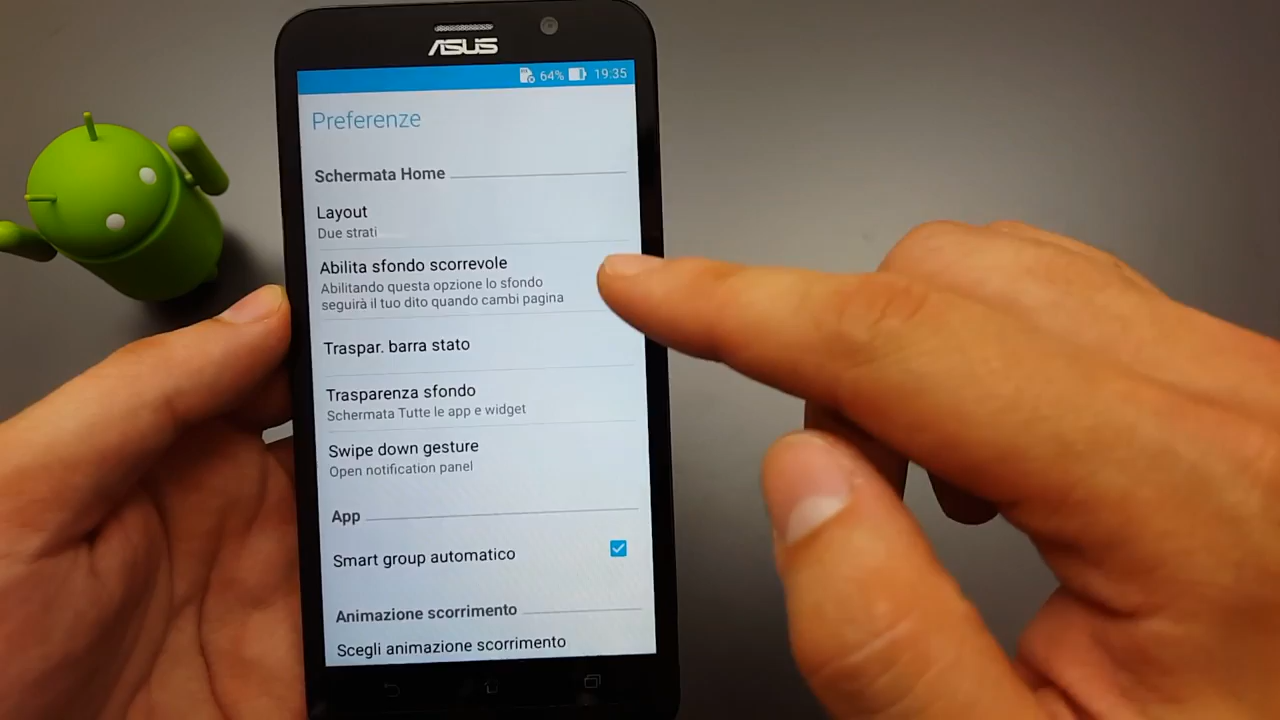 ASUS
64% 19.35
Preferenze
Schermata Home
Layout
Due strati
Abilita sfondo scorrevole
Abilitando questa opzione lo sfondo
seguirà il tuo dito quando cambi pagina
Traspar. barra stato
Trasparenza sfondo
Schermata Tutte le app e widget
Swipe down gesture
Open notification panel
App
Smart group automatico
Animazione scorrimento
Scegli animazione scorrimento